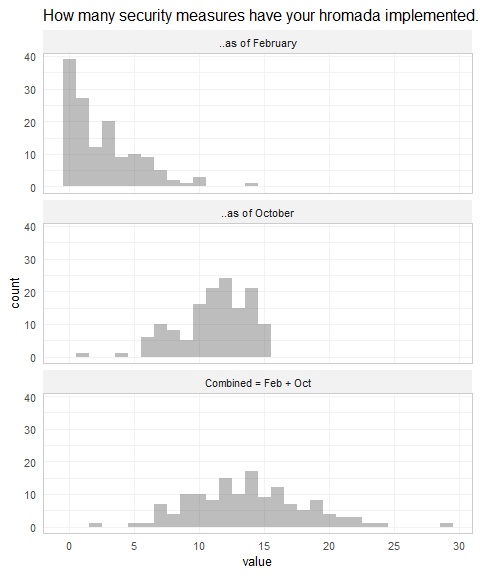 How many security measures have your hromada implemented.
..as of February
40
30
20
10
0
..as of October
40
30
20
10
0
count
Combined = Feb + Oct
40
30
20
10
0
0 5 10 15 20 25 30
value